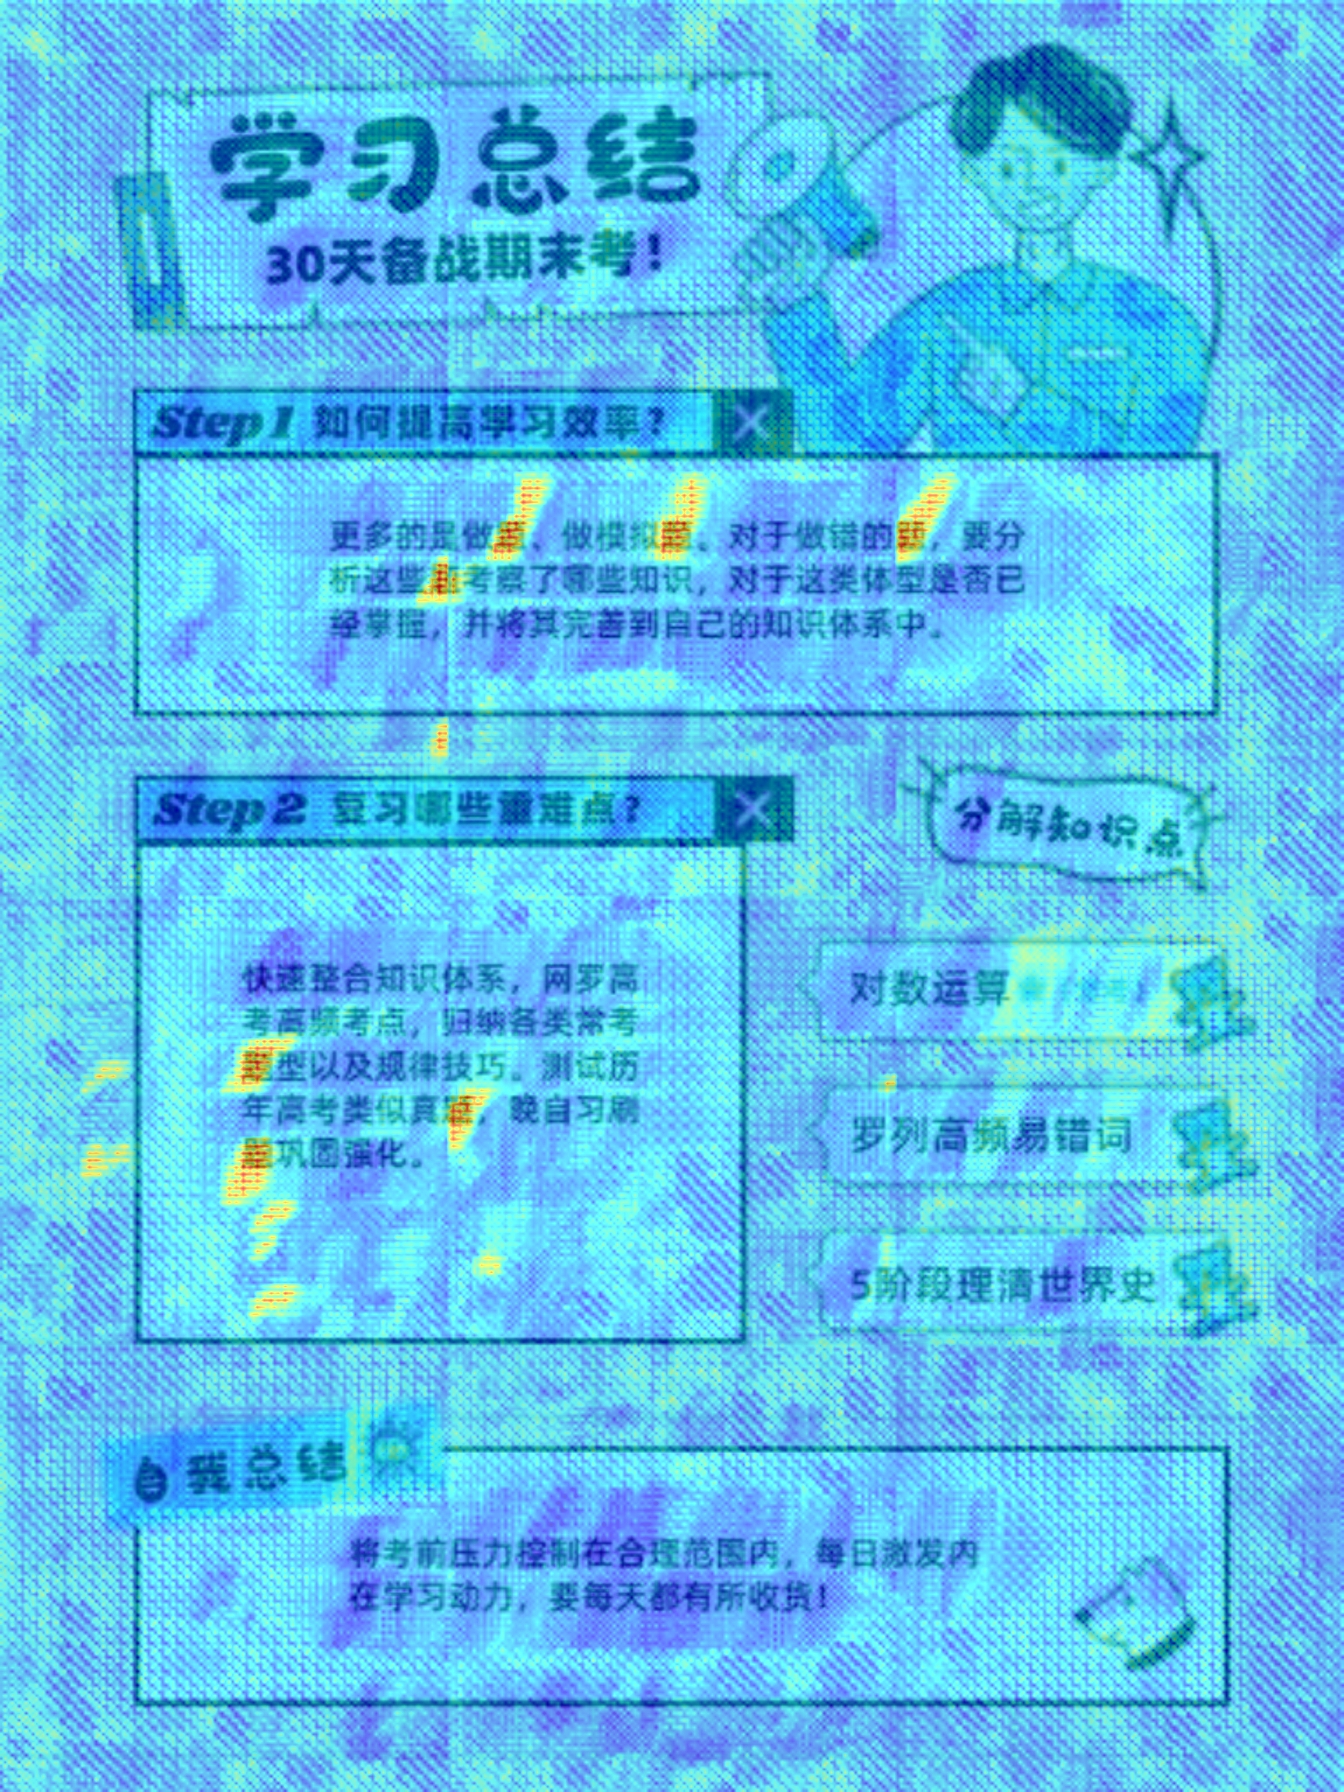 学习总结
30天备战期末考！
Step 1 如何提高学习效率？
更多的是做题、做模拟题。对于做错的题，要分
析这些题考察了哪些知识，对于这类体型是否已
经掌握，并将其完善到自己的知识体系中。
Step 2 复习哪些重难点？
快速整合知识体系，网罗高
考高频考点，归纳各类常考
题型以及规律技巧。测试历
年高考类似真题，晚自习刷
题巩固强化。
分解知识点
对数运算
罗列高频易错词
5阶段理清世界史
自我总结
将考前压力控制在合理范围内，每日激发内
在学习动力，要每天都有所收货！